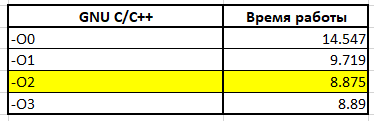 GNU C/C++ Время работы
-O0 14.547
-O1 9.719
-O2 8.875
-O3 8.89